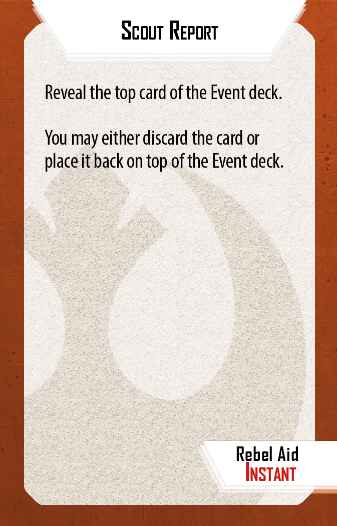 Scout Report
Reveal the top card of the Event deck.
You may either discard the card or
place it back on top of the Event deck.
Rebel Aid
Instant